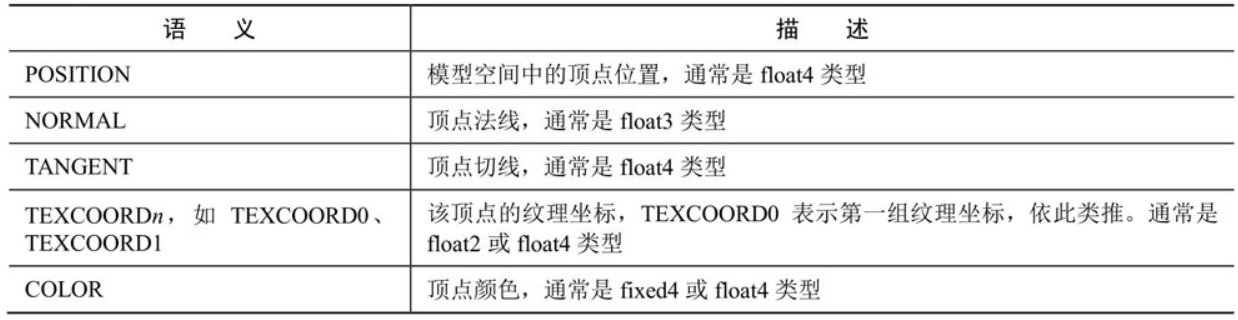 语 义 描 述
POSITION 模型空间中的顶点位置，通常是 float4 类型
NORMAL 顶点法线，通常是 float3 类型
TANGENT 顶点切线，通常是 float4 类型
TEXCOORDn，如 TEXCOORD0、
TEXCOORD1
该顶点的纹理坐标，TEXCOORD0 表示第一组纹理坐标，依此类推。通常是
float2 或 float4 类型
COLOR 顶点颜色，通常是 fixed4 或 float4 类型